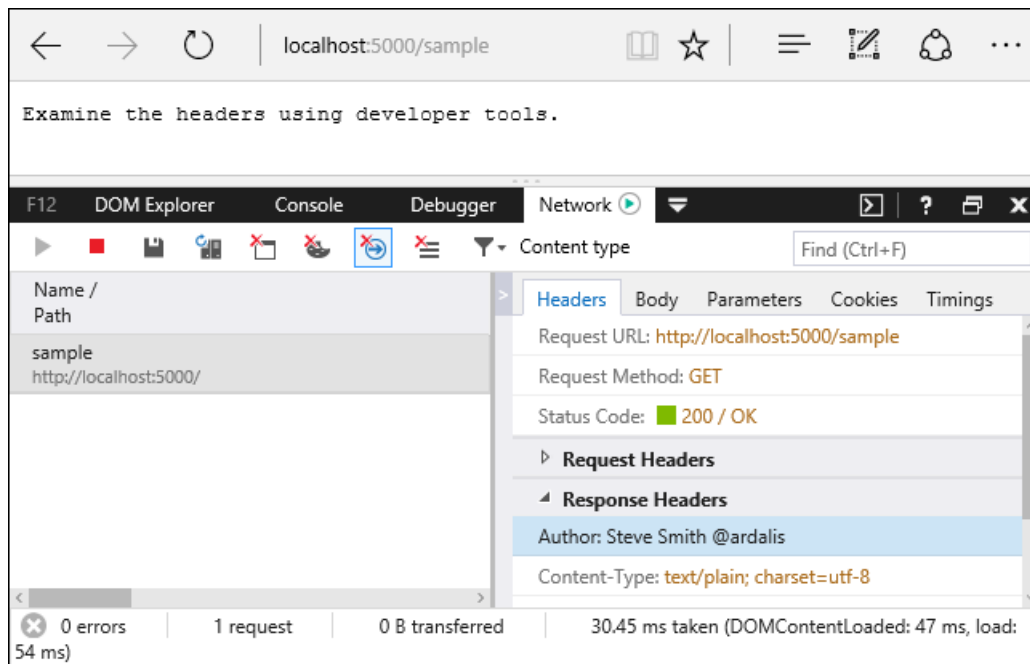 localhost:5000/sample
Examine the headers using developer tools.
F12 DOM Explorer Console Debugger Network ?
Content type Find (Ctrl+F)
Name /
Path
sample
http://localhost:5000/
Headers Body Parameters Cookies Timings
Request URL: http://localhost:5000/sample
Request Method: GET
Status Code: 200 / OK
Request Headers
Response Headers
Author: Steve Smith @ardalis
Content-Type: text/plain; charset=utf-8
0 errors 1 request 0 B transferred 30.45 ms taken (DOMContentLoaded: 47 ms, load:
54 ms)